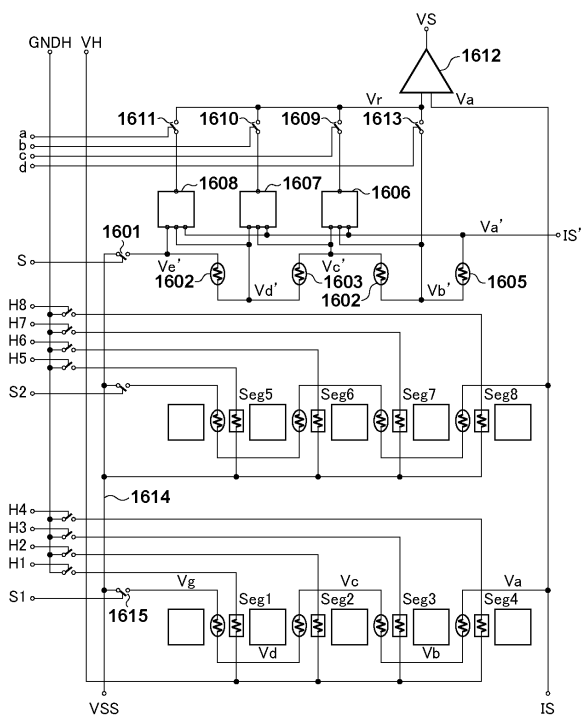 VS
GNDH VH
1612
Vr Va
1611 1610 1609 1613
a
b
c
d
1608 1607 1606
1601
Va' IS'
S
Ve' Vc'
1602 1603 1602 1605
Vd' Vb'
H8
H7
H6
H5
S2
Seg5 Seg6 Seg7 Seg8
1614
H4
H3
H2
H1
Vg Vc Va
S1
1615
Seg1 Seg2 Seg3 Seg4
Vd Vb
VSS IS